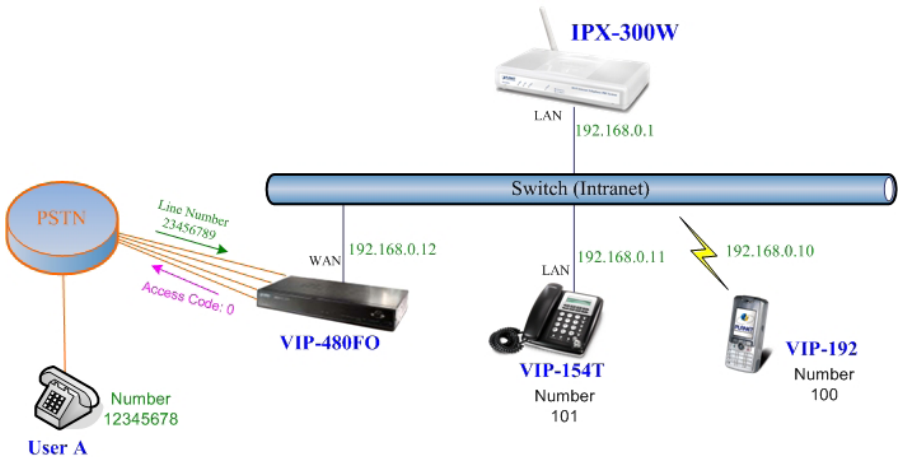 IPX-300W
LAN
192.168.0.1
Switch (Intranet)
PSTN
Line Number
23456789
Access Code: 0
WAN
192.168.0.12
LAN
192.168.0.11
192.168.0.10
VIP-480FO
VIP-154T
Number
101
PLANET
VIP-192
Number
100
Number
12345678
User A